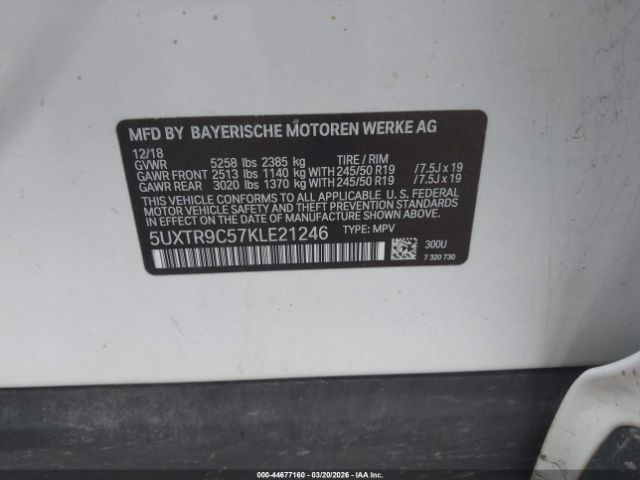 MFD BY BAYERISCHE MOTOREN WERKE AG
12/18
GVWR 5258 lbs 2385 kg TIRE / RIM
GAWR FRONT 2513 lbs 1140 kg WITH 245/50 R19 / 7.5J x 19
GAWR REAR 3020 lbs 1370 kg WITH 245/50 R19 / 7.5J x 19
THIS VEHICLE CONFORMS TO ALL APPLICABLE U.S. FEDERAL
MOTOR VEHICLE SAFETY AND THEFT PREVENTION STANDARDS
IN EFFECT ON THE DATE OF MANUFACTURE SHOWN ABOVE.
5UXTR9C57KLE21246 TYPE: MPV
300U
7 320 730
000-44677160 | 03/20/2026 | IAA Inc.